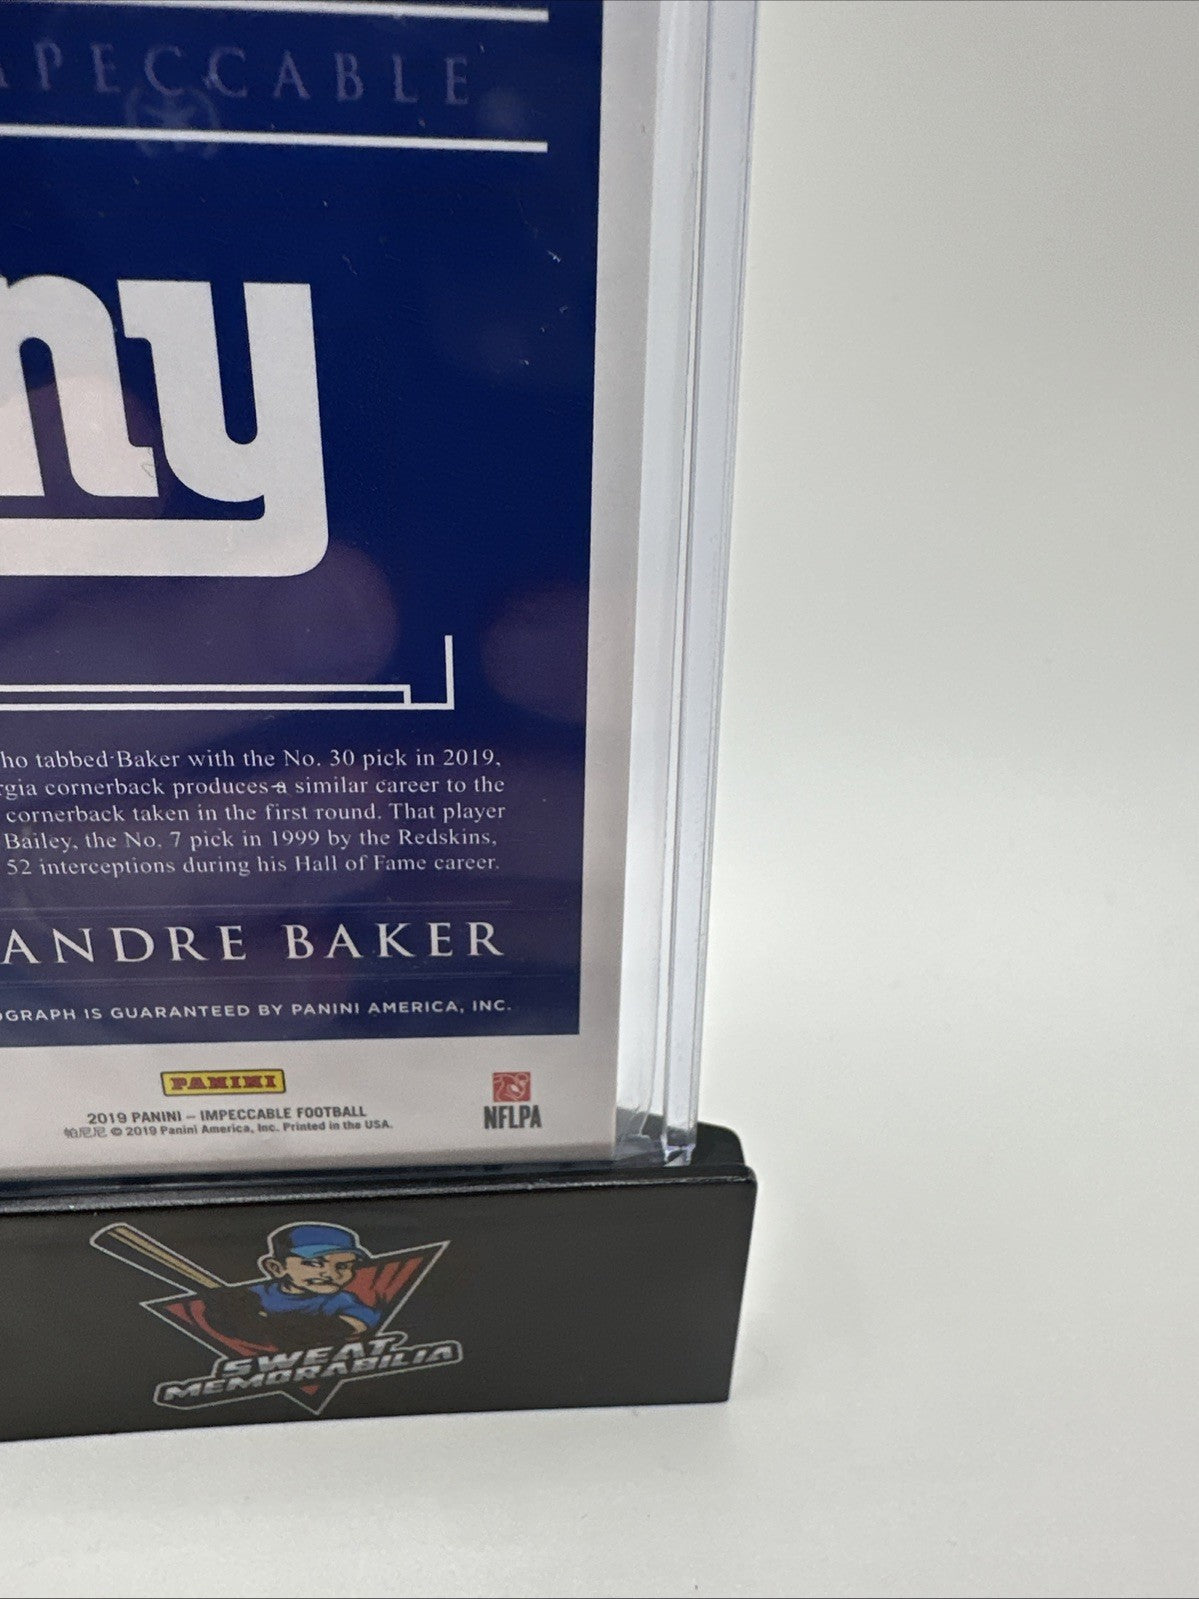 PECCABLE
ny
ho tabbed Baker with the No. 30 pick in 2019,
rgia cornerback produces a similar career to the
cornerback taken in the first round. That player
Bailey, the No. 7 pick in 1999 by the Redskins,
52 interceptions during his Hall of Fame career.
ANDRE BAKER
OGRAPH IS GUARANTEED BY PANINI AMERICA, INC.
PANINI
2019 PANINI – IMPECCABLE FOOTBALL
帕尼尼 © 2019 Panini America, Inc. Printed in the USA.
NFLPA
SWEAT
MEMORABILIA